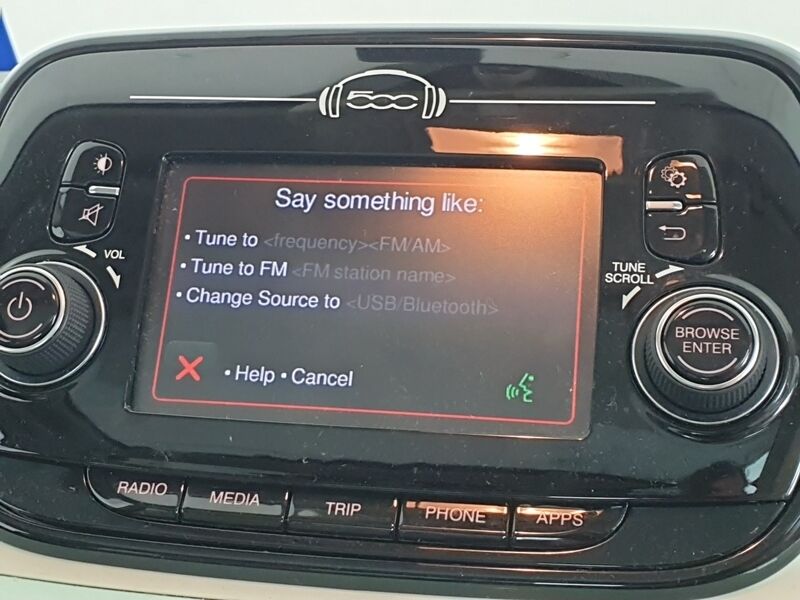 500
Say something like:
• Tune to <frequency><FM/AM>
• Tune to FM <FM station name>
• Change Source to <USB/Bluetooth>
• Help • Cancel
VOL
TUNE
SCROLL
BROWSE
ENTER
RADIO
MEDIA
TRIP
PHONE
APPS